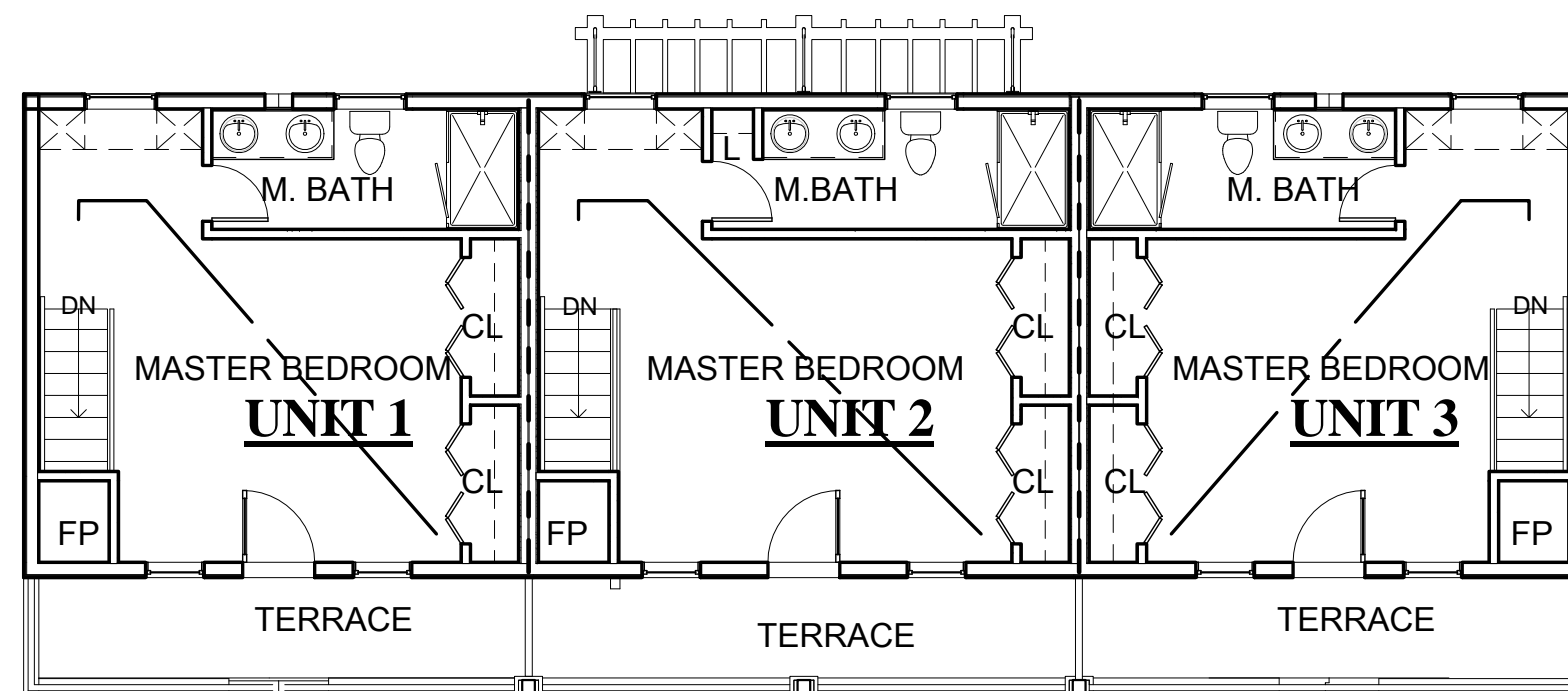 L
M. BATH
M.BATH
M. BATH
DN
DN
DN
CL
CL
CL
MASTER BEDROOM
MASTER BEDROOM
MASTER BEDROOM
UNIT 1
UNIT 2
UNIT 3
CL
CL
CL
FP
FP
FP
TERRACE
TERRACE
TERRACE